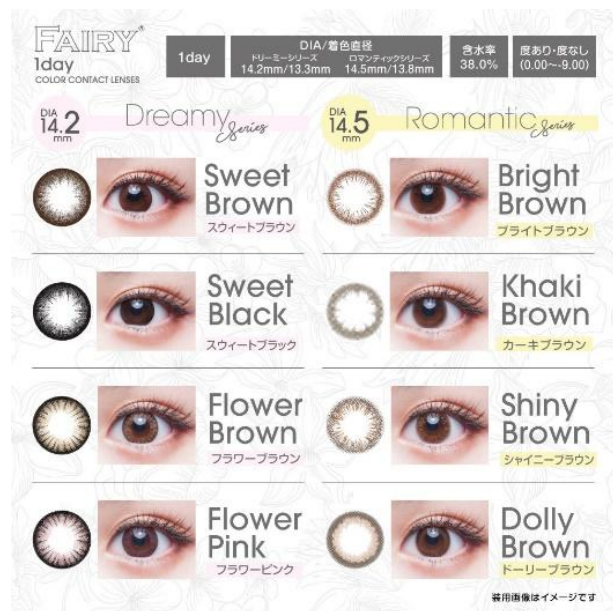 FAIRY®
1day
COLOR CONTACT LENSES
1day
DIA/着色直径
ドリーミーシリーズ ロマンティックシリーズ
14.2mm/13.3mm 14.5mm/13.8mm
含水率
38.0%
度あり・度なし
(0.00〜-9.00)
DIA
14.2
mm
Dreamy Series
DIA
14.5
mm
Romantic Series
Sweet
Brown
スウィートブラウン
Bright
Brown
ブライトブラウン
Sweet
Black
スウィートブラック
Khaki
Brown
カーキブラウン
Flower
Brown
フラワーブラウン
Shiny
Brown
シャイニーブラウン
Flower
Pink
フラワーピンク
Dolly
Brown
ドーリーブラウン
装用画像はイメージです